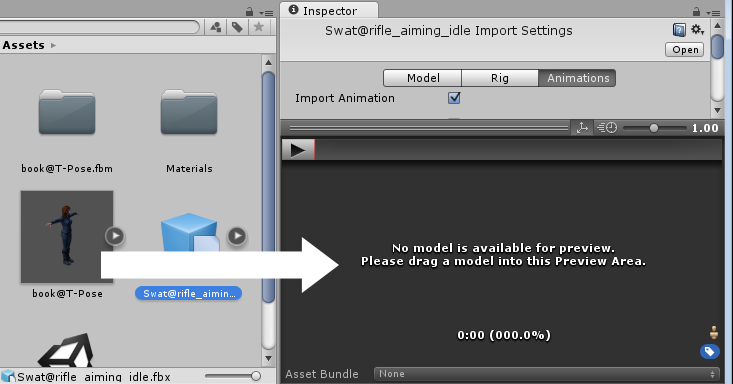 Inspector
Swat@rifle_aiming_idle Import Settings
Open
Assets
Model Rig Animations
Import Animation
1.00
book@T-Pose.fbm
Materials
No model is available for preview.
Please drag a model into this Preview Area.
book@T-Pose
Swat@rifle_aimin...
0:00 (000.0%)
Swat@rifle_aiming_idle.fbx
Asset Bundle
None